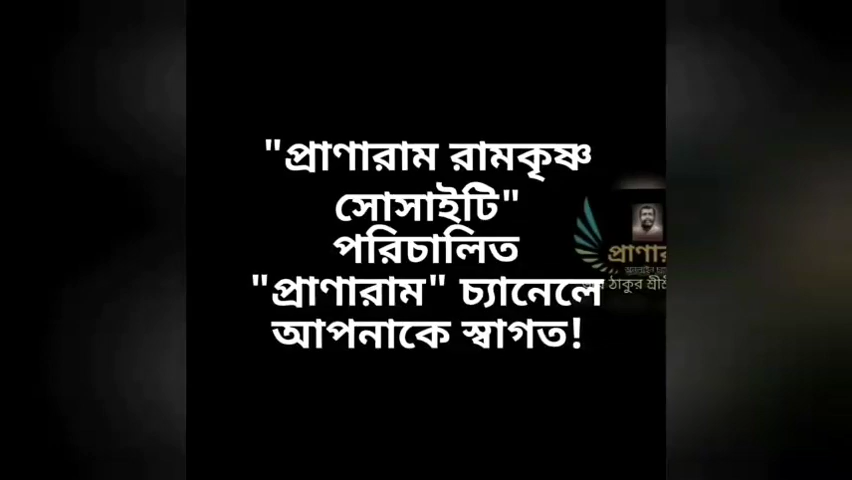 "প্রাণারাম রামকৃষ্ণ
সোসাইটি"
পরিচালিত
"প্রাণারাম" চ্যানেলে
আপনাকে স্বাগত!
ঠাকুর